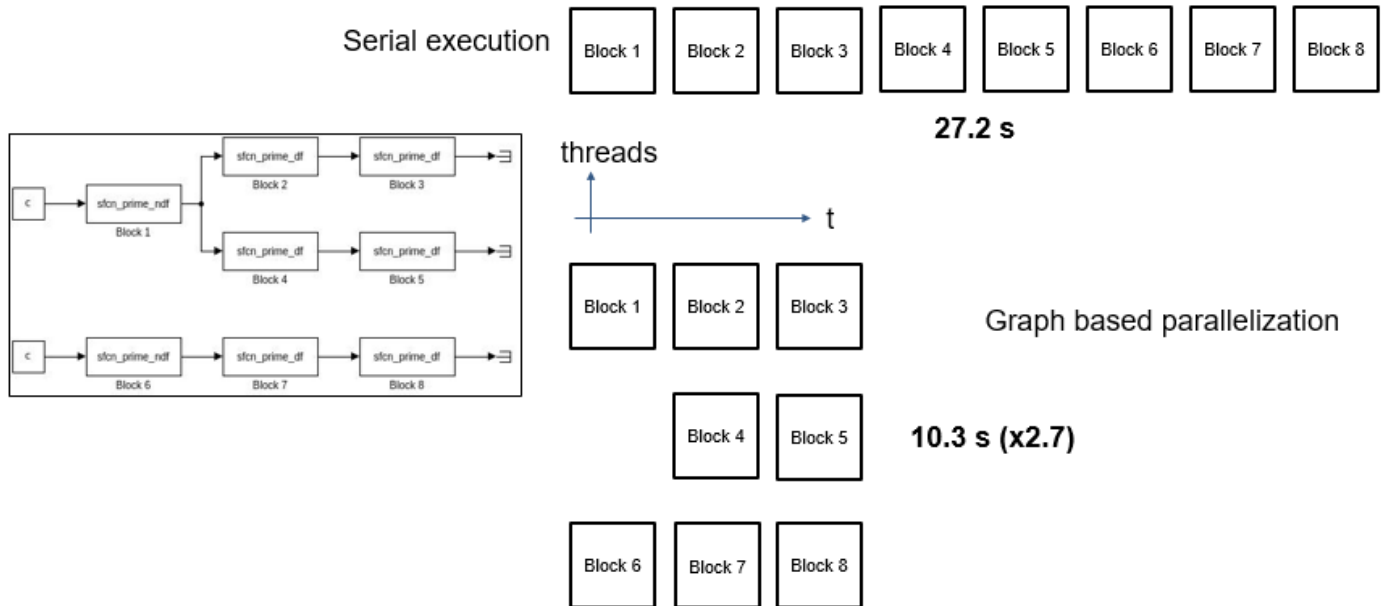 Serial execution
Block 1
Block 2
Block 3
Block 4
Block 5
Block 6
Block 7
Block 8
27.2 s
c
sfcn_prime_ndf
Block 1
sfcn_prime_df
Block 2
sfcn_prime_df
Block 3
sfcn_prime_df
Block 4
sfcn_prime_df
Block 5
c
sfcn_prime_ndf
Block 6
sfcn_prime_df
Block 7
sfcn_prime_df
Block 8
threads
t
Block 1
Block 2
Block 3
Graph based parallelization
Block 4
Block 5
10.3 s (x2.7)
Block 6
Block 7
Block 8